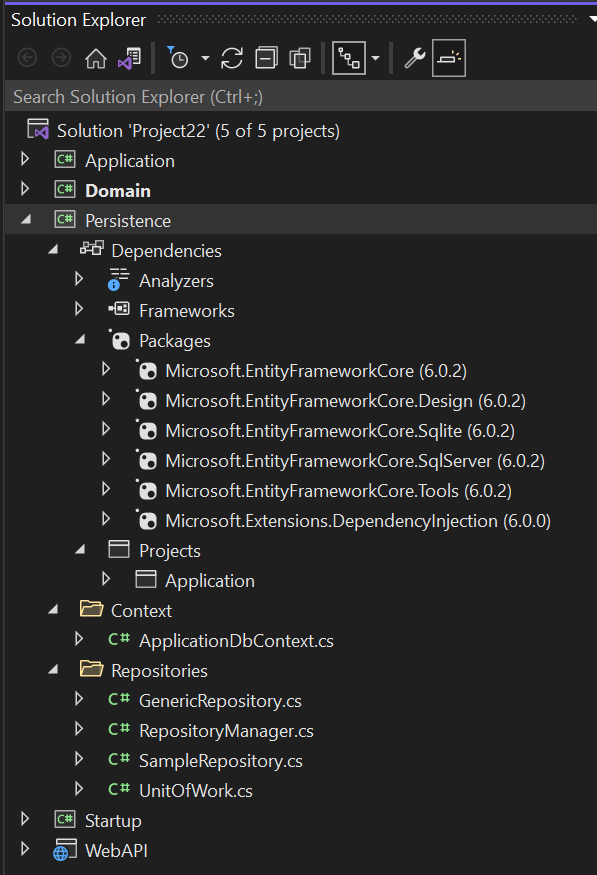 Solution Explorer
Search Solution Explorer (Ctrl+;)
Solution 'Project22' (5 of 5 projects)
C# Application
C# Domain
C# Persistence
Dependencies
Analyzers
Frameworks
Packages
Microsoft.EntityFrameworkCore (6.0.2)
Microsoft.EntityFrameworkCore.Design (6.0.2)
Microsoft.EntityFrameworkCore.Sqlite (6.0.2)
Microsoft.EntityFrameworkCore.SqlServer (6.0.2)
Microsoft.EntityFrameworkCore.Tools (6.0.2)
Microsoft.Extensions.DependencyInjection (6.0.0)
Projects
Application
Context
C# ApplicationDbContext.cs
Repositories
C# GenericRepository.cs
C# RepositoryManager.cs
C# SampleRepository.cs
C# UnitOfWork.cs
C# Startup
WebAPI